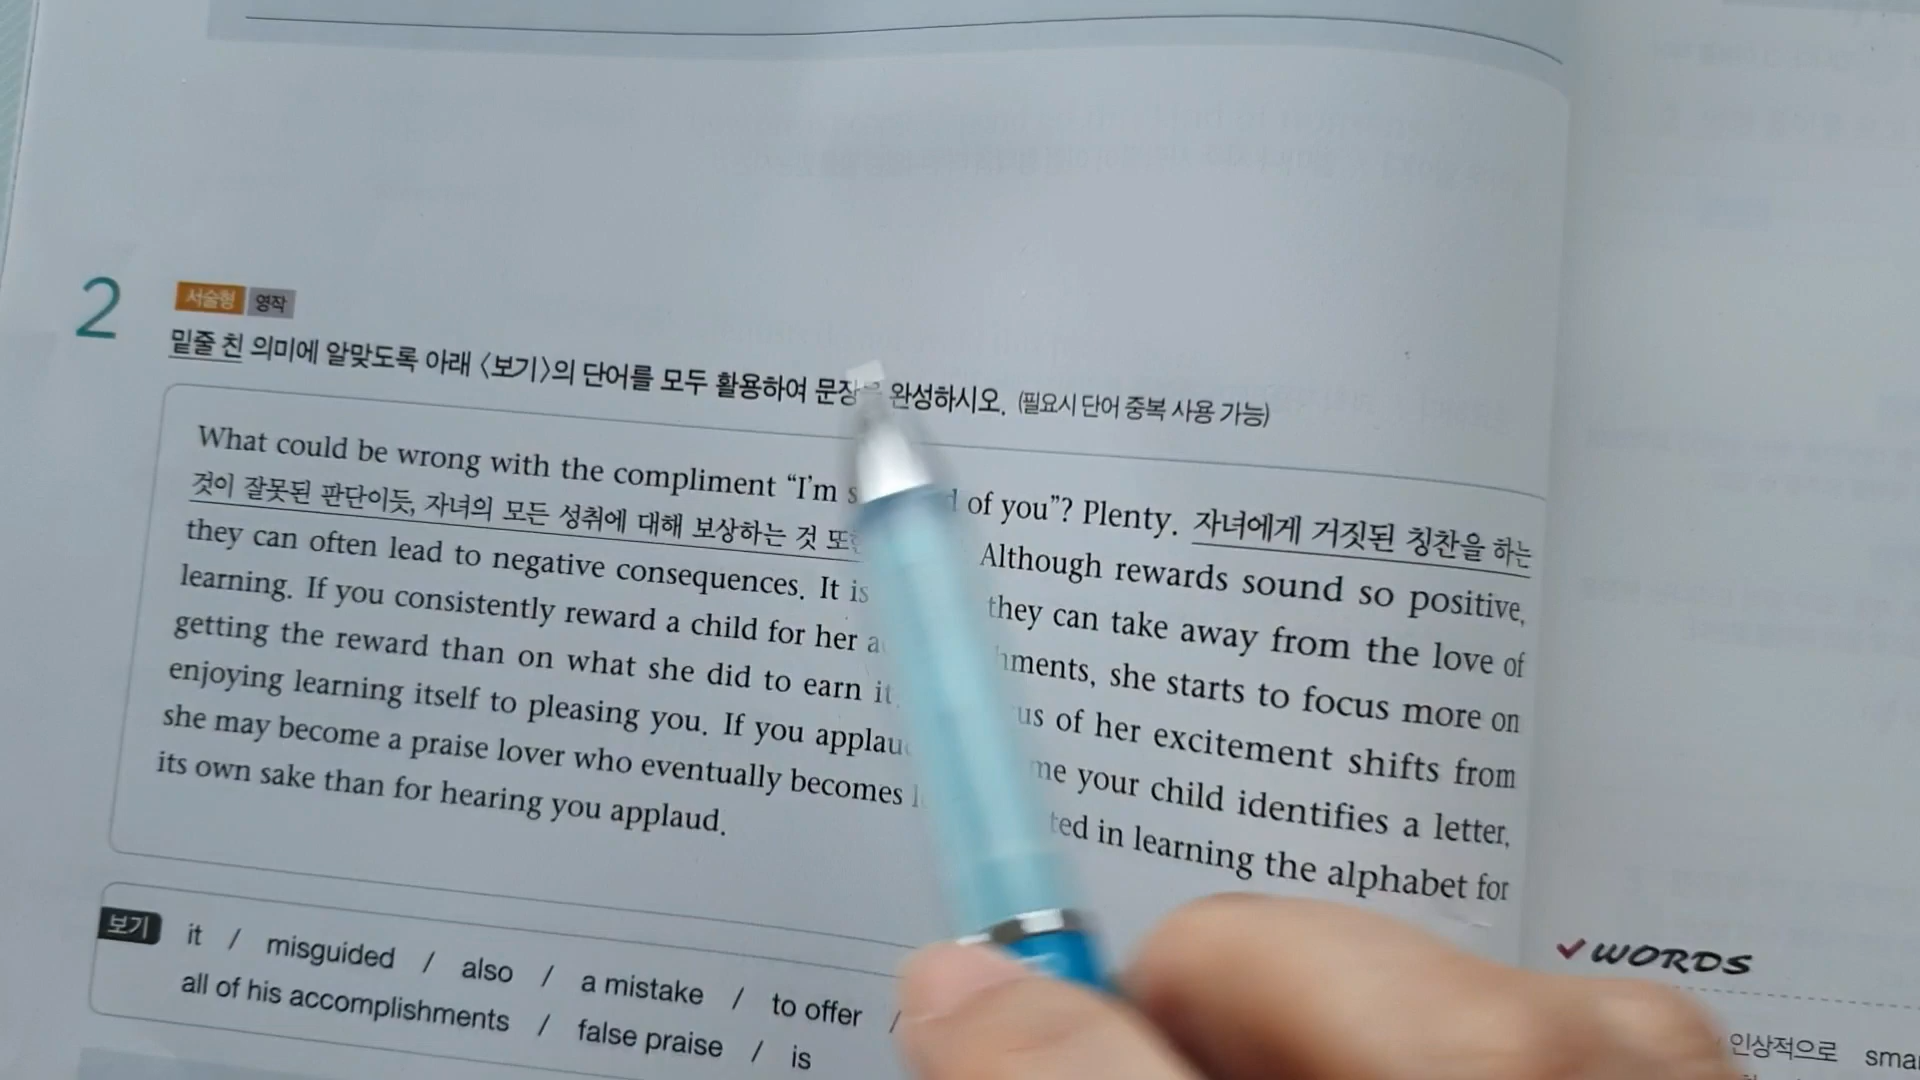 2
서술형 영작
밑줄 친 의미에 알맞도록 아래 <보기>의 단어를 모두 활용하여 문장을 완성하시오. (필요시 단어 중복 사용 가능)
What could be wrong with the compliment “I’m of you”? Plenty. 자녀에게 거짓된 칭찬을 하는
것이 잘못된 판단이듯, 자녀의 모든 성취에 대해 보상하는 것 Although rewards sound so positive,
they can often lead to negative consequences. It is they can take away from the love of
learning. If you consistently reward a child for her she starts to focus more on
getting the reward than on what she did to earn it of her excitement shifts from
enjoying learning itself to pleasing you. If you your child identifies a letter,
she may become a praise lover who eventually becomes in learning the alphabet for
its own sake than for hearing you applaud.
보기
it / misguided / also / a mistake / to offer /
all of his accomplishments / false praise / is
WORDS
인상적으로